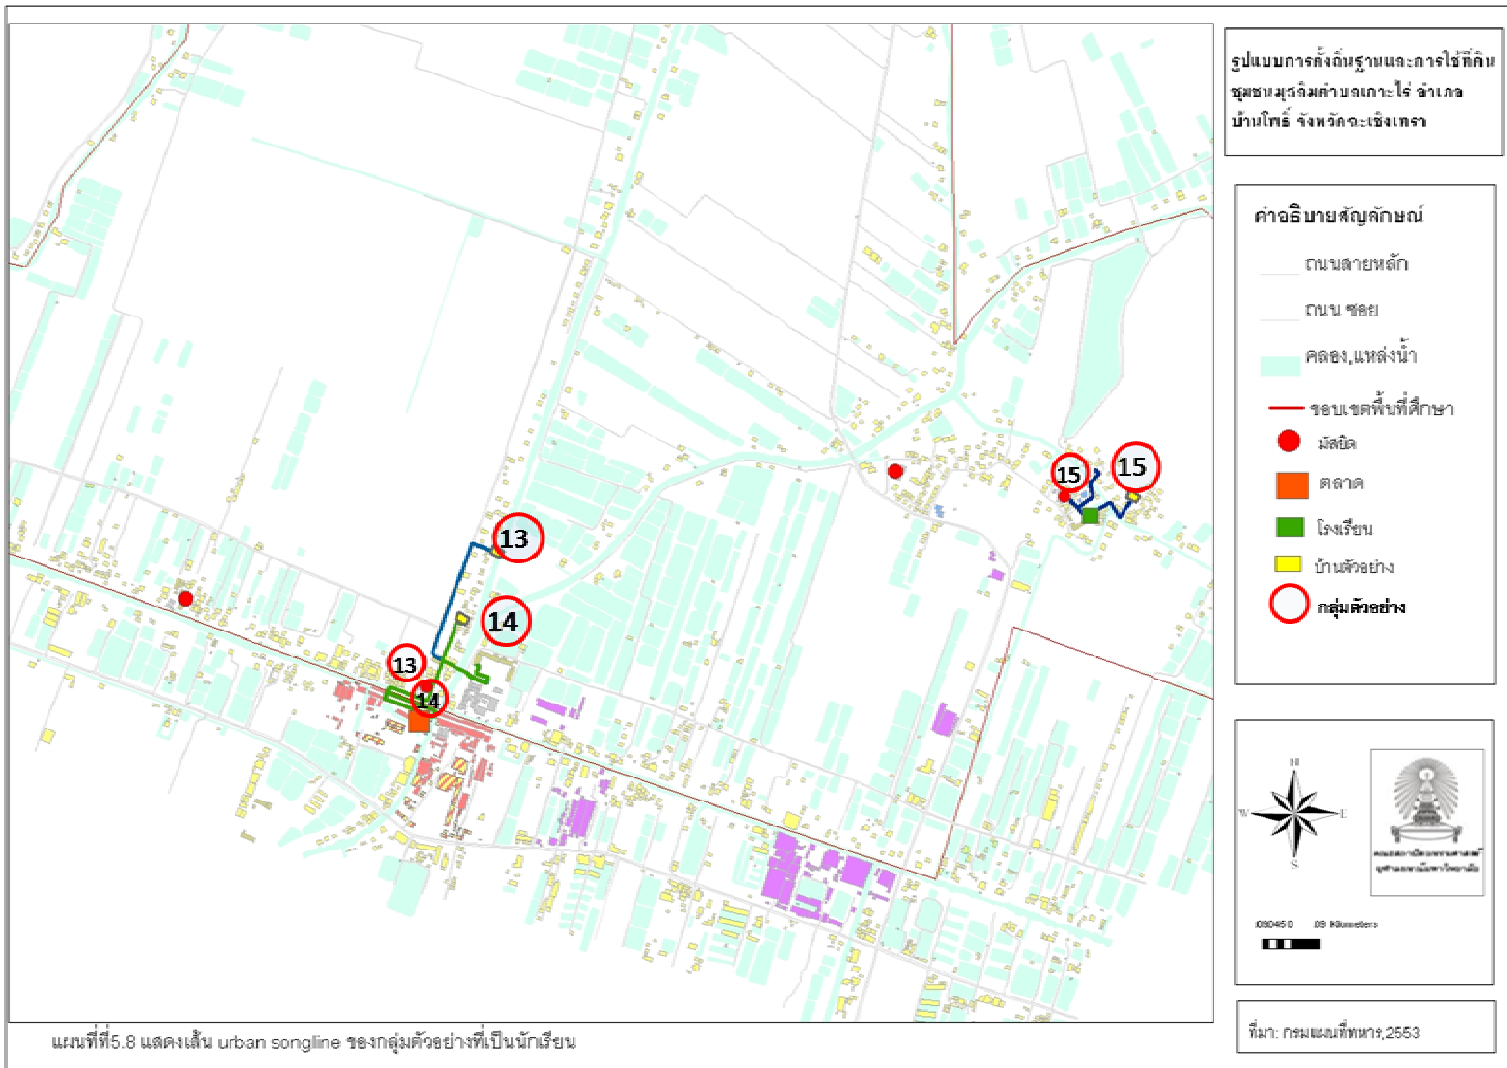 รูปแบบการตั้งถิ่นฐานและการใช้ที่ดิน
ชุมชนมุสลิมตำบลเกาะไร่ อำเภอ
บ้านโพธิ์ จังหวัดฉะเชิงเทรา
คำอธิบายสัญลักษณ์
ถนนสายหลัก
ถนน ซอย
คลอง,แหล่งน้ำ
ขอบเขตพื้นที่ศึกษา
มัสยิด
ตลาด
โรงเรียน
บ้านตัวอย่าง
กลุ่มตัวอย่าง
15
15
13
14
13
14
N
W
E
S
Kilometers
ที่มา: กรมแผนที่ทหาร,2553
แผนที่ที่5.8 แสดงเส้น urban songline ของกลุ่มตัวอย่างที่เป็นนักเรียน